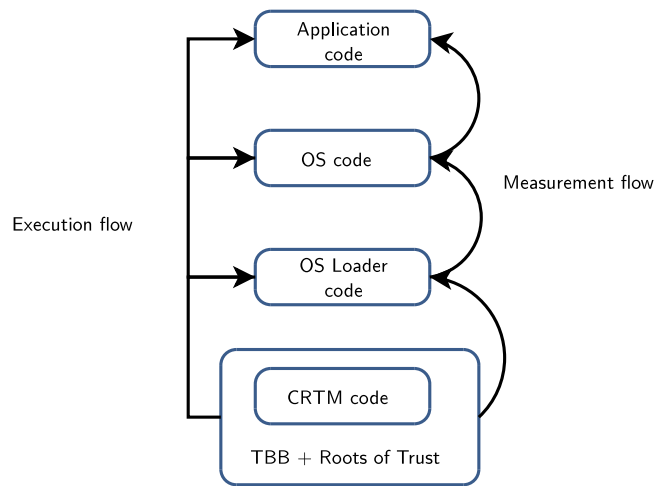 Application
code
OS code
Measurement flow
Execution flow
OS Loader
code
CRTM code
TBB + Roots of Trust